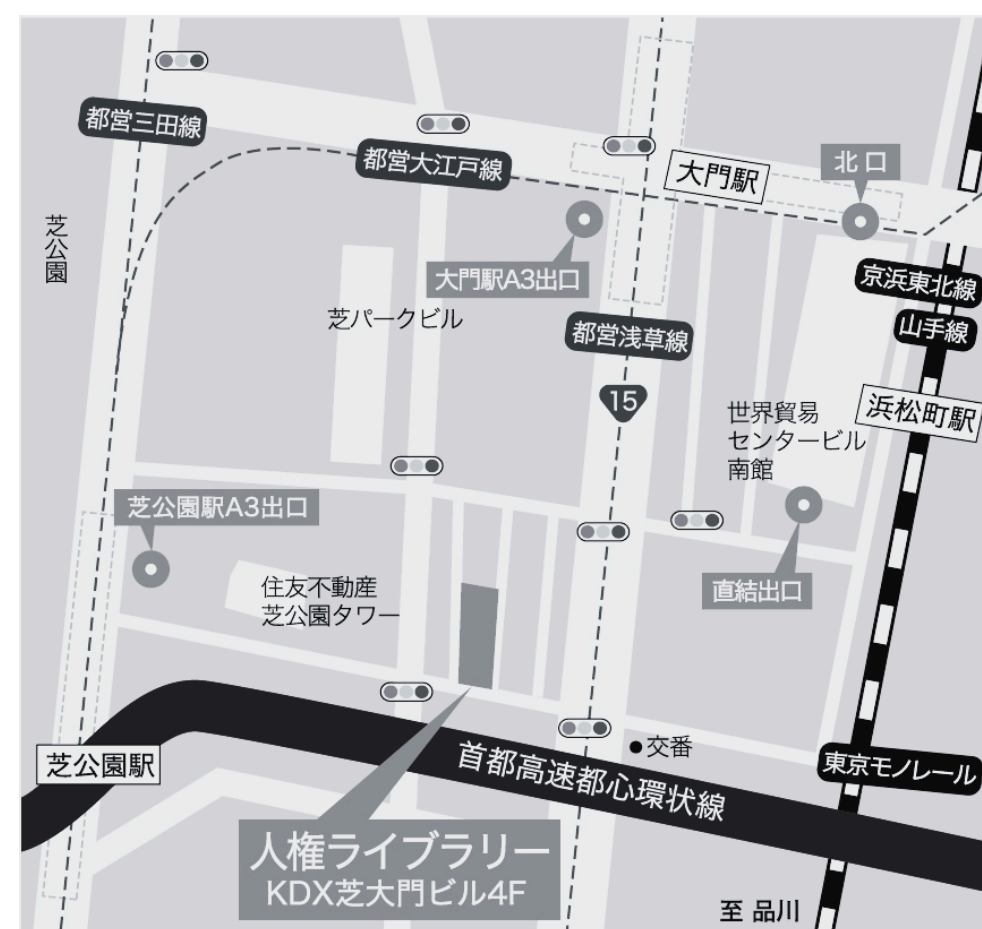 都営三田線
都営大江戸線
大門駅
北口
芝公園
大門駅A3出口
京浜東北線
山手線
芝パークビル
都営浅草線
15
世界貿易
センタービル
南館
浜松町駅
芝公園駅A3出口
住友不動産
芝公園タワー
直結出口
芝公園駅
首都高速都心環状線
交番
東京モノレール
人権ライブラリー
KDX芝大門ビル4F
至 品川